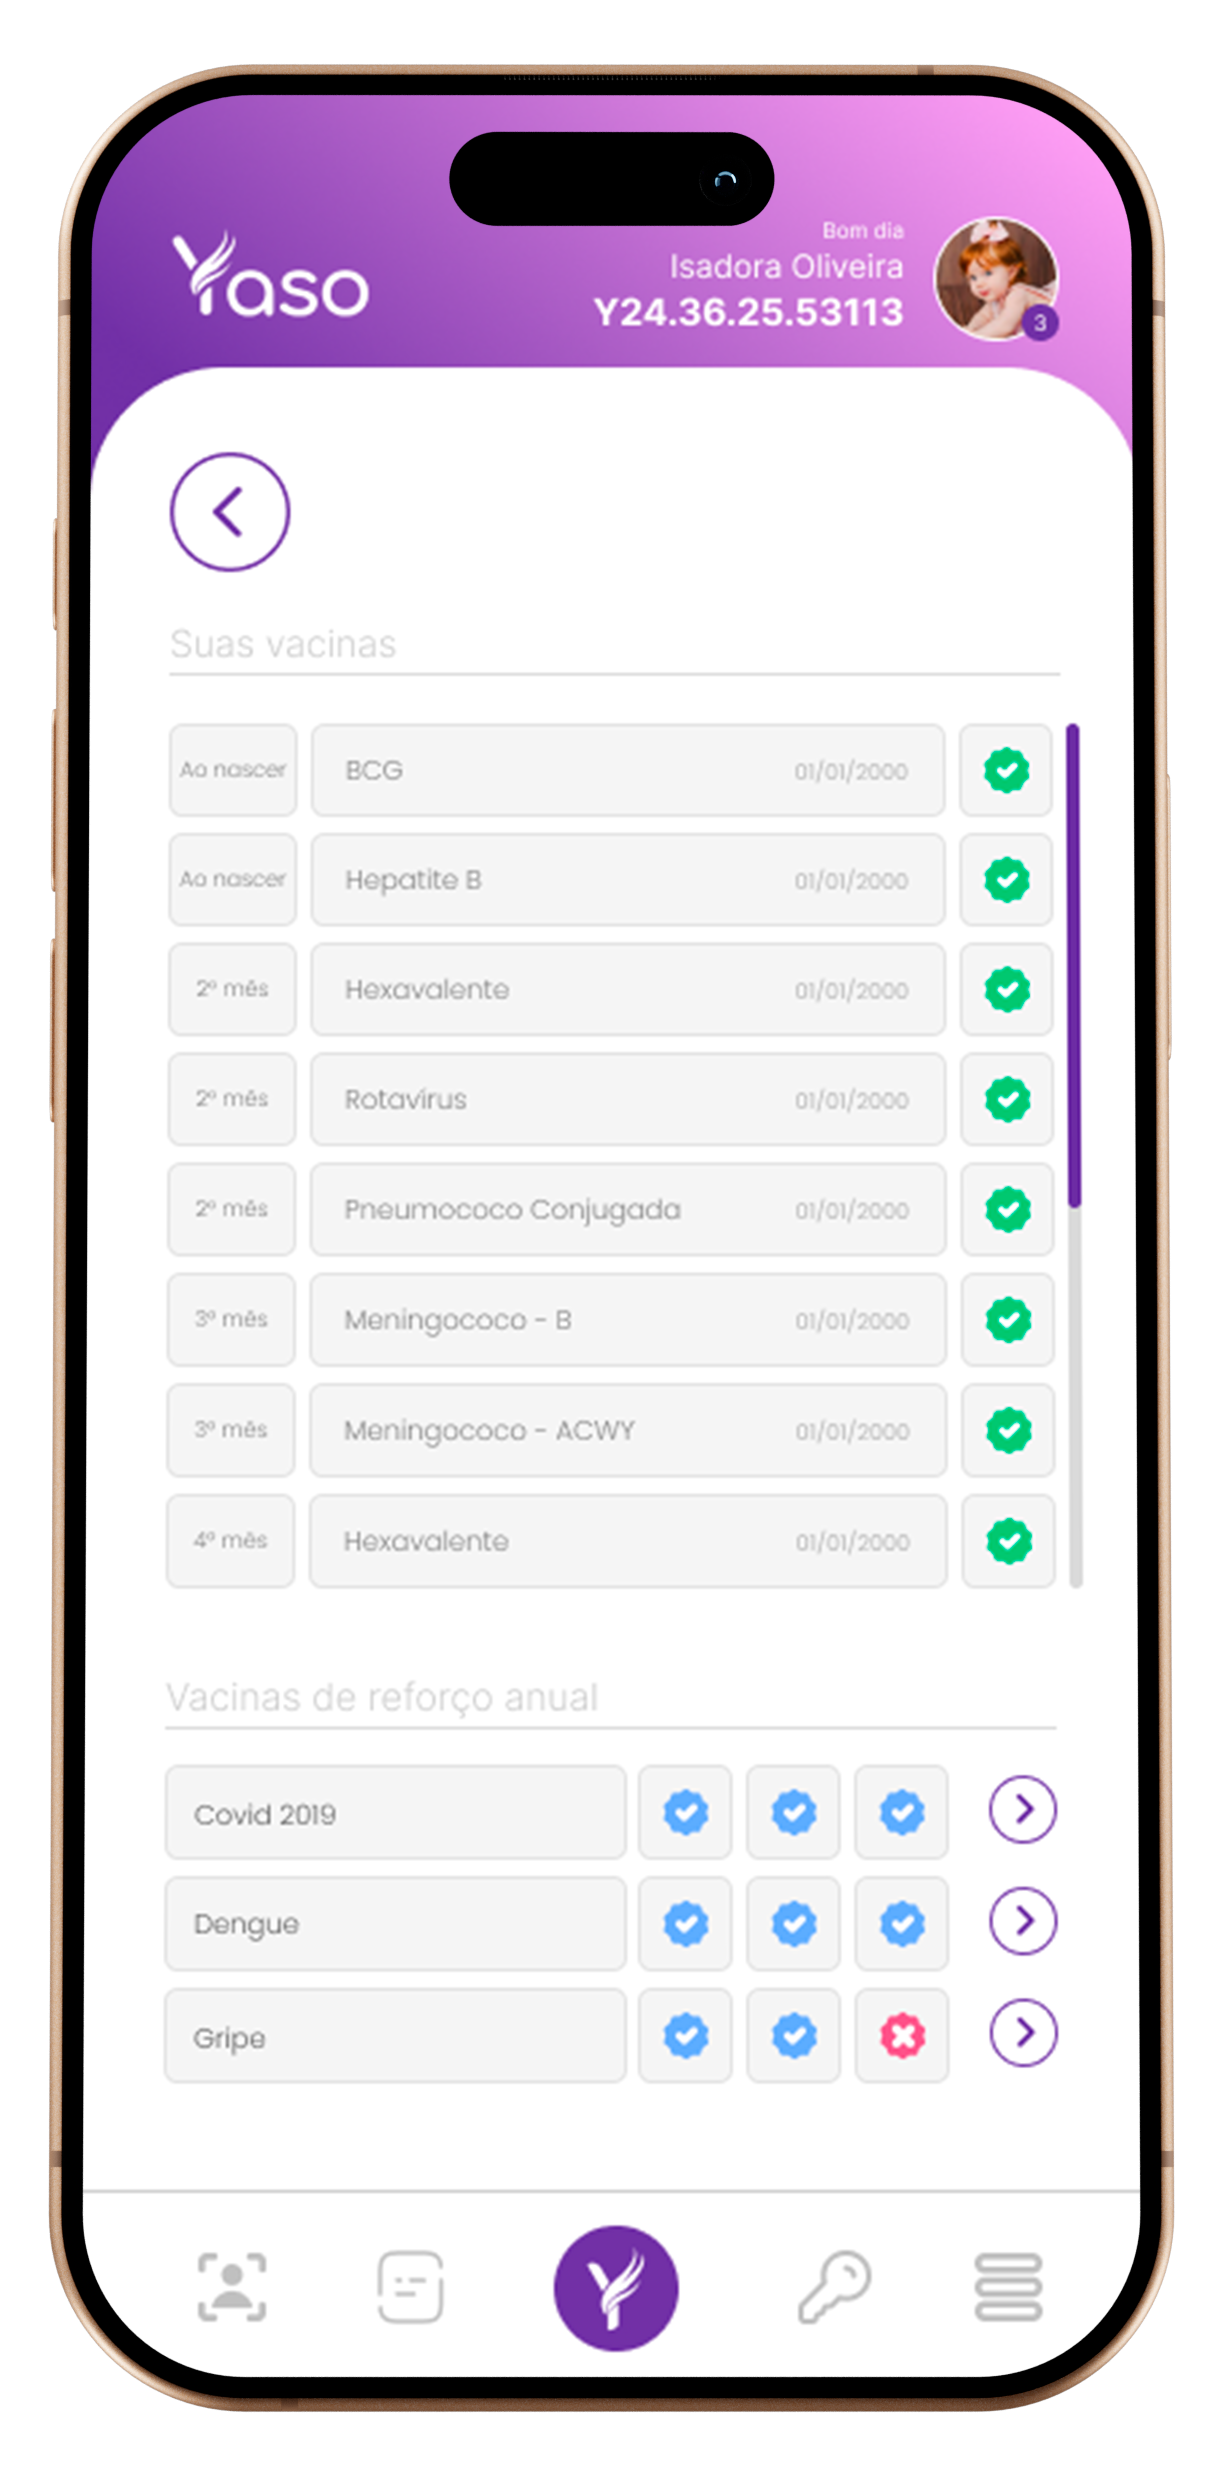 Yaso
Bom dia
Isadora Oliveira
Y24.36.25.53113
3
Suas vacinas
Ao nascer BCG 01/01/2000
Ao nascer Hepatite B 01/01/2000
2º mês Hexavalente 01/01/2000
2º mês Rotavírus 01/01/2000
2º mês Pneumococo Conjugada 01/01/2000
3º mês Meningococo - B 01/01/2000
3º mês Meningococo - ACWY 01/01/2000
4º mês Hexavalente 01/01/2000
Vacinas de reforço anual
Covid 2019
Dengue
Gripe